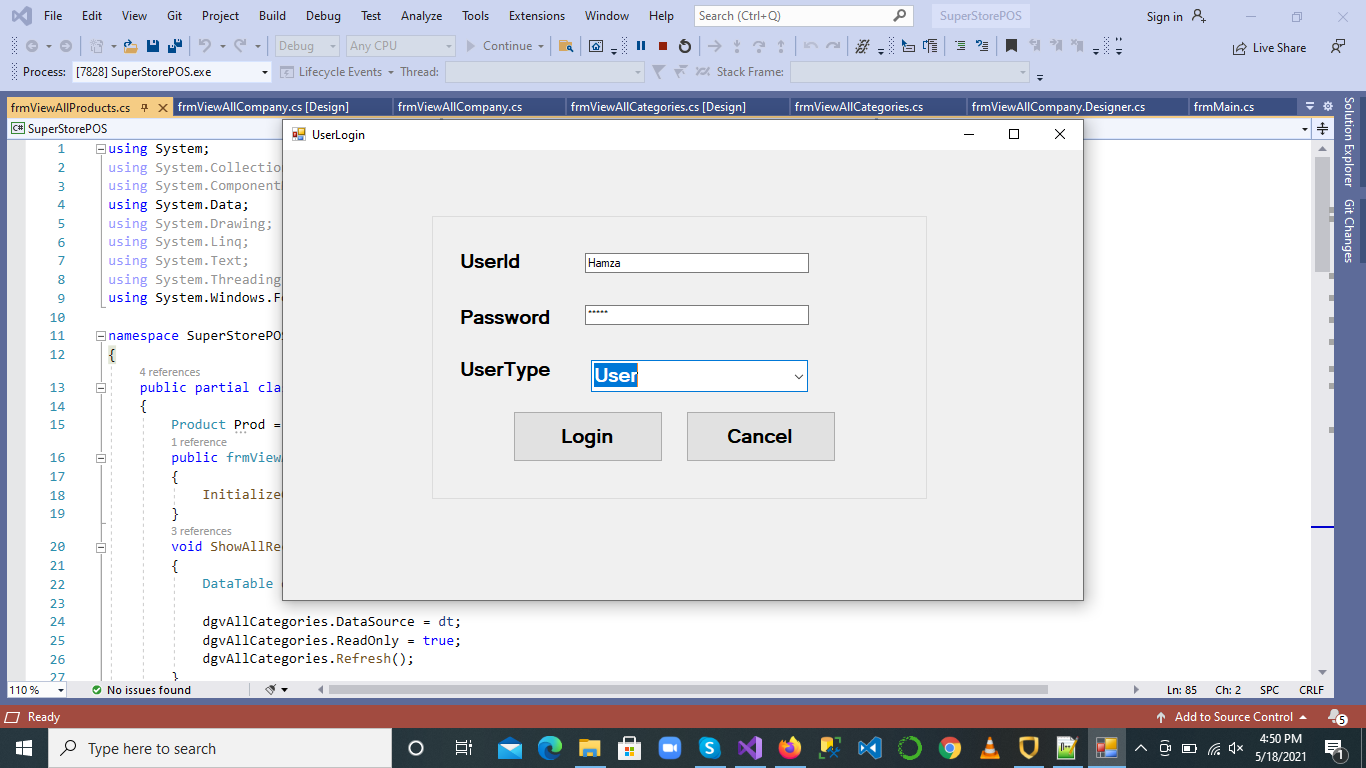 File Edit View Git Project Build Debug Test Analyze Tools Extensions Window Help Search (Ctrl+Q) SuperStorePOS Sign in
Debug Any CPU Continue Live Share
Process: [7828] SuperStorePOS.exe Lifecycle Events Thread: Stack Frame:
frmViewAllProducts.cs frmViewAllCompany.cs [Design] frmViewAllCompany.cs frmViewAllCategories.cs [Design] frmViewAllCategories.cs frmViewAllCompany.Designer.cs frmMain.cs
C# SuperStorePOS
Solution Explorer
Git Changes
UserLogin
UserId Hamza
Password *****
UserType User
Login Cancel
1 using System;
2 using System.Collection
3 using System.Component
4 using System.Data;
5 using System.Drawing;
6 using System.Linq;
7 using System.Text;
8 using System.Threading
9 using System.Windows.Fo
10
11 namespace SuperStorePOS
12 {
4 references
13 public partial clas
14 {
15 Product Prod =
1 reference
16 public frmViewA
17 {
18 Initialize
19 }
3 references
20 void ShowAllRec
21 {
22 DataTable
23
24 dgvAllCategories.DataSource = dt;
25 dgvAllCategories.ReadOnly = true;
26 dgvAllCategories.Refresh();
27 }
110 % No issues found Ln: 85 Ch: 2 SPC CRLF
Ready Add to Source Control 5
Type here to search
4:50 PM
5/18/2021
1